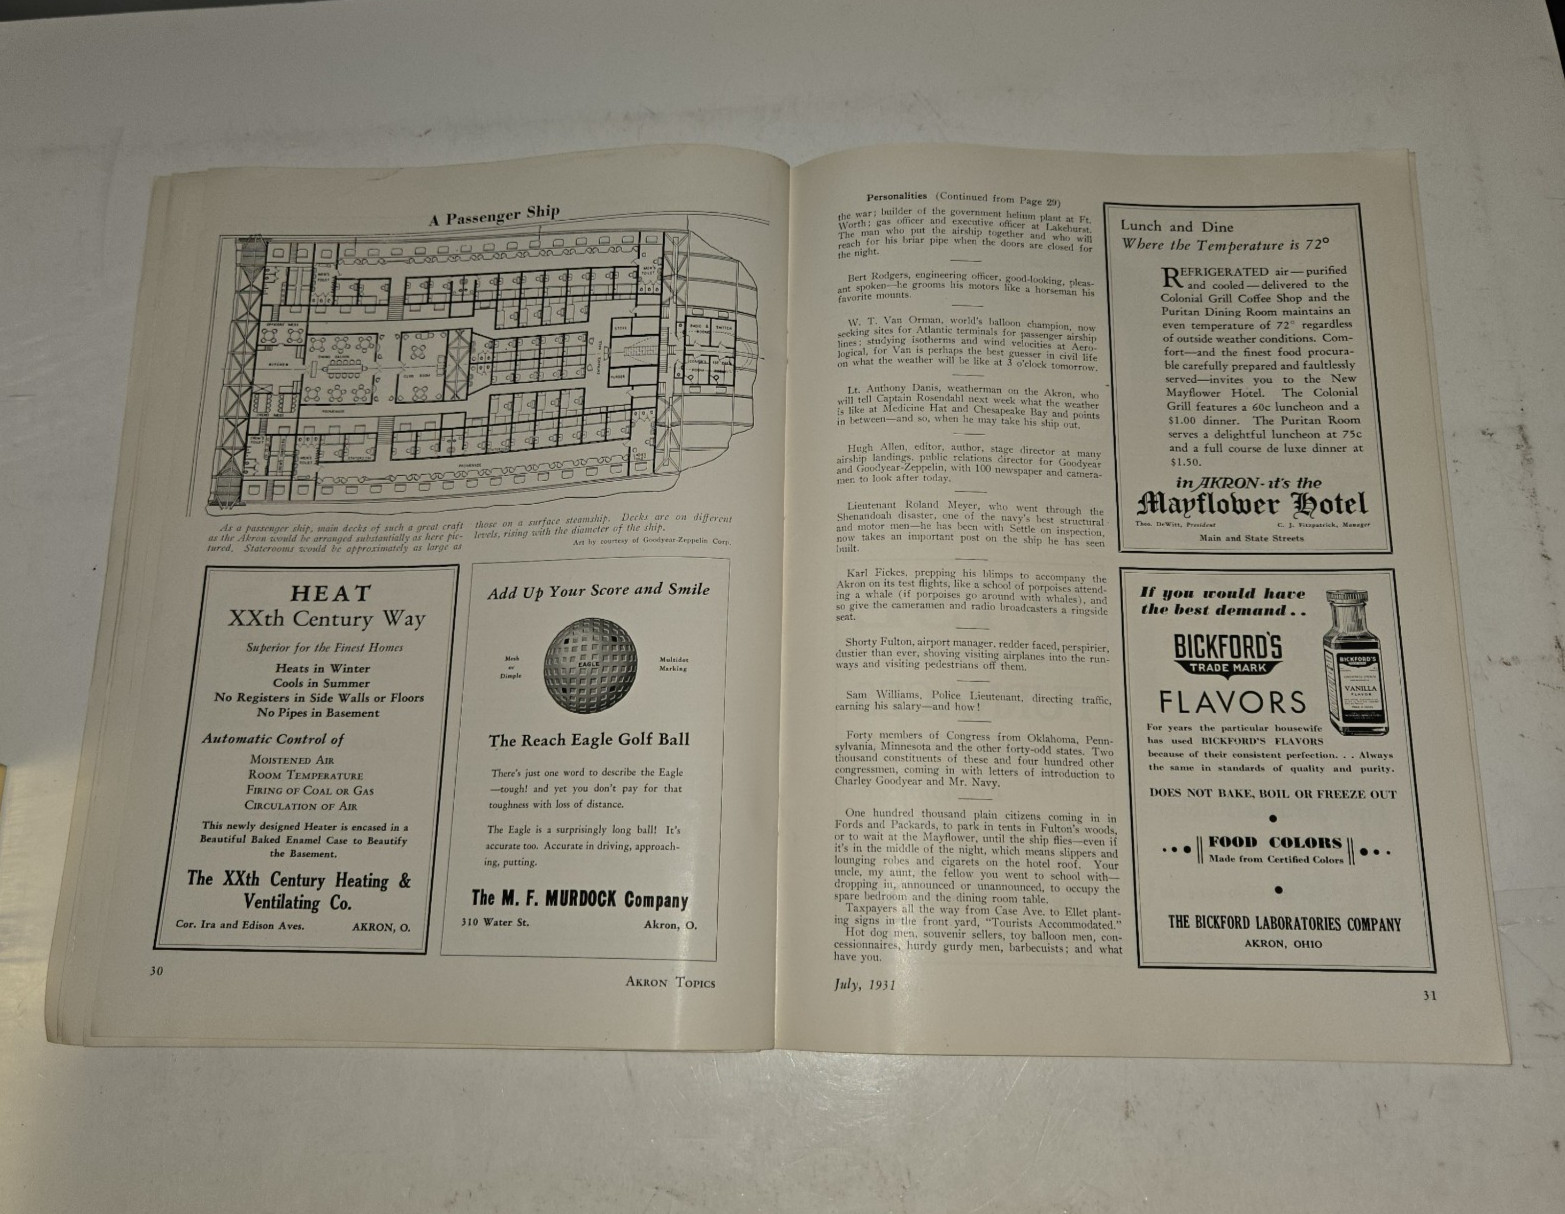 A Passenger Ship
As a passenger ship, main decks of such a great craft
as the Akron would be arranged substantially as here pic-
tured. Staterooms would be approximately as large as
those on a surface steamship. Decks are on different
levels, rising with the diameter of the ship.
Art by courtesy of Goodyear-Zeppelin Corp.
HEAT
XXth Century Way
Superior for the Finest Homes
Heats in Winter
Cools in Summer
No Registers in Side Walls or Floors
No Pipes in Basement
Automatic Control of
MOISTENED AIR
ROOM TEMPERATURE
FIRING OF COAL OR GAS
CIRCULATION OF AIR
This newly designed Heater is encased in a
Beautiful Baked Enamel Case to Beautify
the Basement.
The XXth Century Heating &
Ventilating Co.
Cor. Ira and Edison Aves. AKRON, O.
Add Up Your Score and Smile
Mesh
or
Dimple
EAGLE
Multidot
Marking
The Reach Eagle Golf Ball
There's just one word to describe the Eagle
—tough! and yet you don't pay for that
toughness with loss of distance.
The Eagle is a surprisingly long ball! It's
accurate too. Accurate in driving, approach-
ing, putting.
The M. F. MURDOCK Company
310 Water St. Akron, O.
30
AKRON TOPICS
Personalities (Continued from Page 29)
the war; builder of the government helium plant at Ft.
Worth; gas officer and executive officer at Lakehurst.
The man who put the airship together and who will
reach for his briar pipe when the doors are closed for
the night.
Bert Rodgers, engineering officer, good-looking, pleas-
ant spoken—he grooms his motors like a horseman his
favorite mounts.
W. T. Van Orman, world's balloon champion, now
seeking sites for Atlantic terminals for passenger airship
lines; studying isotherms and wind velocities at Aero-
logical, for Van is perhaps the best guesser in civil life
on what the weather will be like at 3 o'clock tomorrow.
Lt. Anthony Danis, weatherman on the Akron, who
will tell Captain Rosendahl next week what the weather
is like at Medicine Hat and Chesapeake Bay and points
in between—and so, when he may take his ship out.
Hugh Allen, editor, author, stage director at many
airship landings, public relations director for Goodyear
and Goodyear-Zeppelin, with 100 newspaper and camera-
men to look after today.
Lieutenant Roland Meyer, who went through the
Shenandoah disaster, one of the navy's best structural
and motor men—he has been with Settle on inspection,
now takes an important post on the ship he has seen
built.
Karl Fickes, prepping his blimps to accompany the
Akron on its test flights, like a school of porpoises attend-
ing a whale (if porpoises go around with whales), and
so give the cameramen and radio broadcasters a ringside
seat.
Shorty Fulton, airport manager, redder faced, perspirier,
dustier than ever, shoving visiting airplanes into the run-
ways and visiting pedestrians off them.
Sam Williams, Police Lieutenant, directing traffic,
earning his salary—and how!
Forty members of Congress from Oklahoma, Penn-
sylvania, Minnesota and the other forty-odd states. Two
thousand constituents of these and four hundred other
congressmen, coming in with letters of introduction to
Charley Goodyear and Mr. Navy.
One hundred thousand plain citizens coming in in
Fords and Packards, to park in tents in Fulton's woods,
or to wait at the Mayflower, until the ship flies—even if
it's in the middle of the night, which means slippers and
lounging robes and cigarets on the hotel roof. Your
uncle, my aunt, the fellow you went to school with—
dropping in, announced or unannounced, to occupy the
spare bedroom and the dining room table.
Taxpayers all the way from Case Ave. to Ellet plant-
ing signs in the front yard, "Tourists Accommodated."
Hot dog men, souvenir sellers, toy balloon men, con-
cessionnaires, hurdy gurdy men, barbecuists; and what
have you.
July, 1931
Lunch and Dine
Where the Temperature is 72°
REFRIGERATED air—purified
and cooled—delivered to the
Colonial Grill Coffee Shop and the
Puritan Dining Room maintains an
even temperature of 72° regardless
of outside weather conditions. Com-
fort—and the finest food procura-
ble carefully prepared and faultlessly
served—invites you to the New
Mayflower Hotel. The Colonial
Grill features a 60c luncheon and a
$1.00 dinner. The Puritan Room
serves a delightful luncheon at 75c
and a full course de luxe dinner at
$1.50.
in AKRON-it's the
Mayflower Hotel
Theo. DeWitt, President C. J. Fitzpatrick, Manager
Main and State Streets
If you would have
the best demand . .
BICKFORD'S
TRADE MARK
FLAVORS
BICKFORD'S
VANILLA
FLAVOR
For years the particular housewife
has used BICKFORD'S FLAVORS
because of their consistent perfection. . . Always
the same in standards of quality and purity.
DOES NOT BAKE, BOIL OR FREEZE OUT
FOOD COLORS
Made from Certified Colors
THE BICKFORD LABORATORIES COMPANY
AKRON, OHIO
31